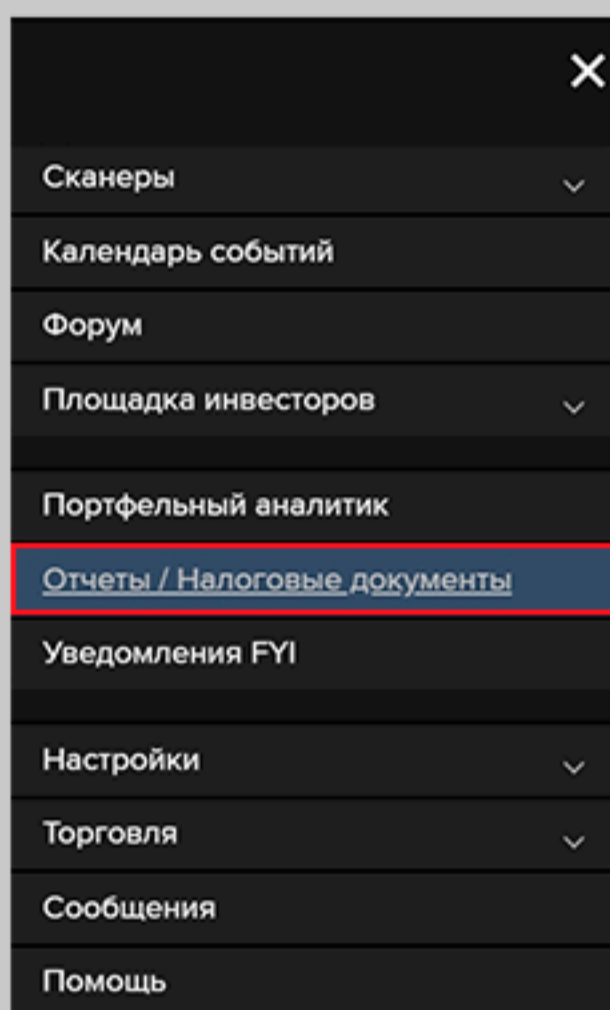 Сканеры
Календарь событий
Форум
Площадка инвесторов
Портфельный аналитик
Отчеты / Налоговые документы
Уведомления FYI
Настройки
Торговля
Сообщения
Помощь